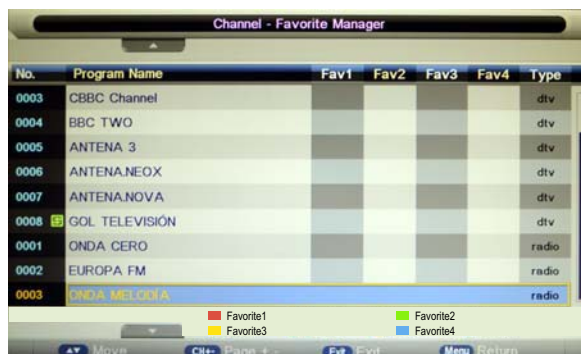 Channel - Favorite Manager
No. Program Name Fav1 Fav2 Fav3 Fav4 Type
0003 CBBC Channel dtv
0004 BBC TWO dtv
0005 ANTENA 3 dtv
0006 ANTENA.NEOX dtv
0007 ANTENA.NOVA dtv
0008 $ GOL TELEVISIÓN dtv
0001 ONDA CERO radio
0002 EUROPA FM radio
0003 ONDA MELODÍA radio
Favorite1 Favorite2
Favorite3 Favorite4
Move CH+- Page + - Exit Exit Menu Return